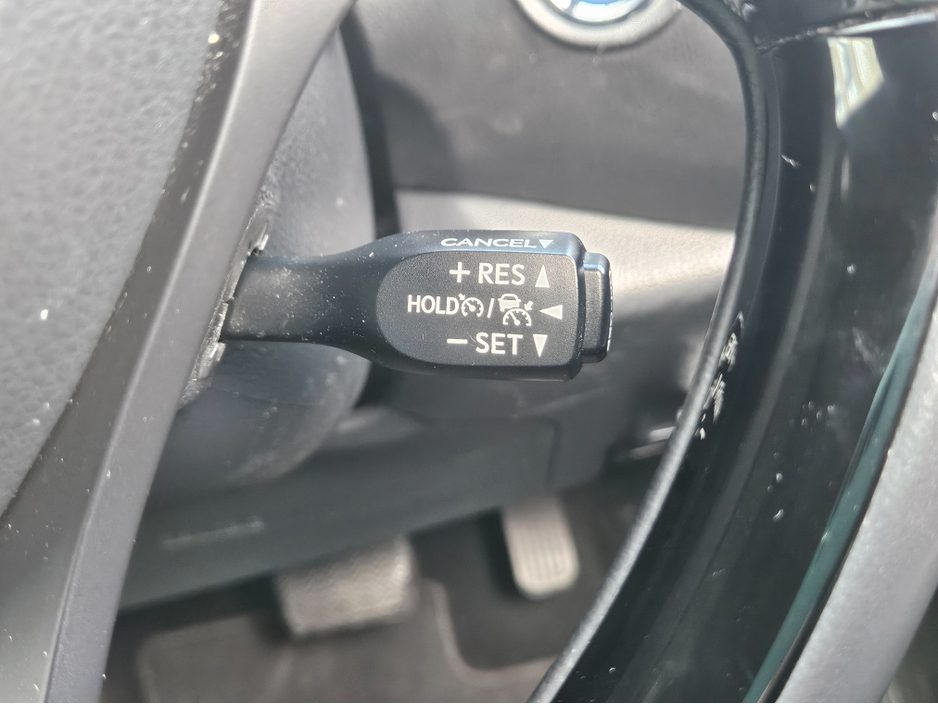 CANCEL▼
+ RES ▲
HOLD / ◀
− SET ▼